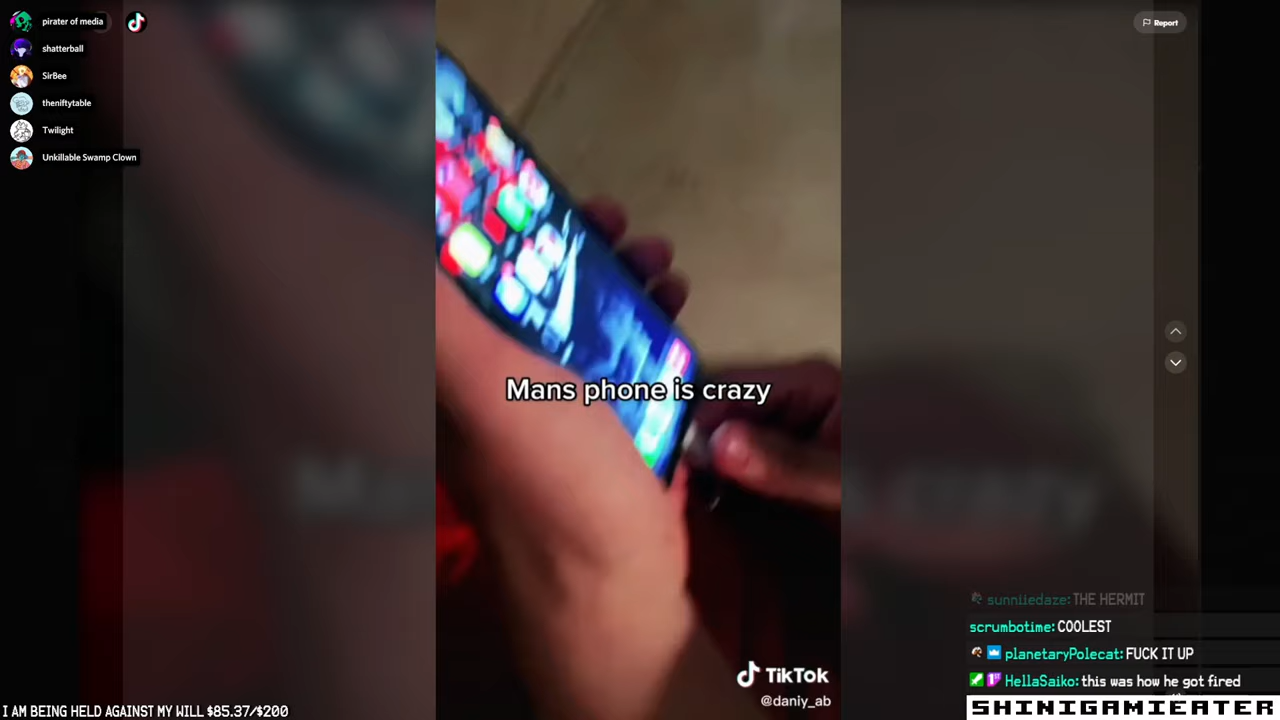 pirater of media
shatterball
SirBee
theniftytable
Twilight
Unkillable Swamp Clown
Report
Mans phone is crazy
TikTok
@daniy_ab
sunniiedaze: THE HERMIT
scrumbotime: COOLEST
planetaryPolecat: FUCK IT UP
HellaSaiko: this was how he got fired
I AM BEING HELD AGAINST MY WILL $85.37/$200
SHINIGAMIEATER